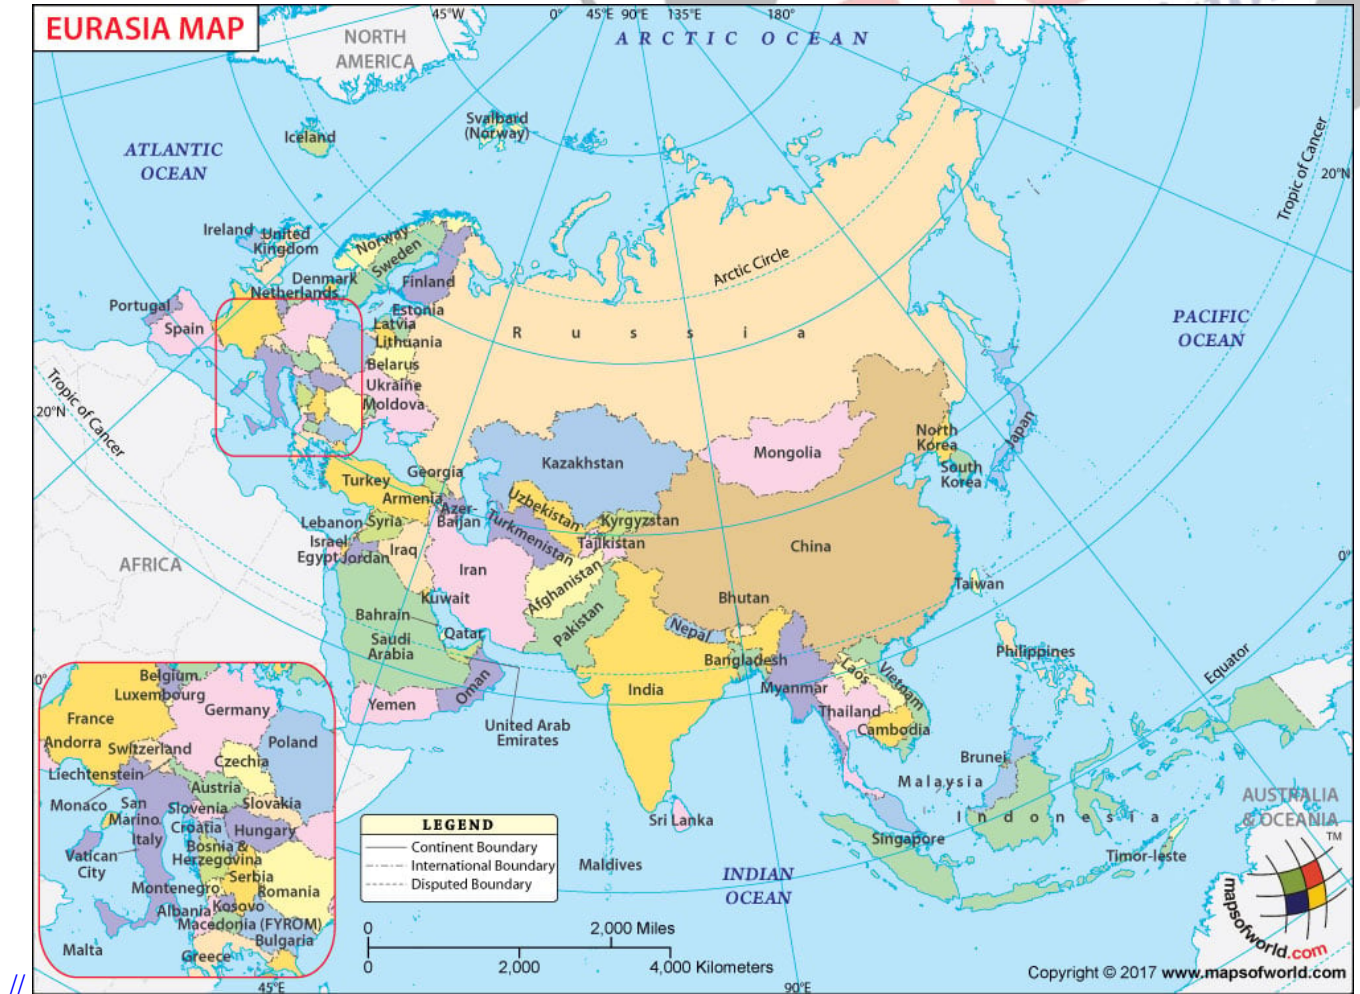 EURASIA MAP
45°W
0°
45°E
90°E
135°E
180°
ARCTIC OCEAN
NORTH
AMERICA
Svalbard
(Norway)
Iceland
ATLANTIC
OCEAN
Tropic of Cancer
20°N
Ireland
United
Kingdom
Norway
Sweden
Finland
Arctic Circle
Denmark
Netherlands
Portugal
Spain
Estonia
Latvia
Lithuania
Belarus
Ukraine
Moldova
Russia
PACIFIC
OCEAN
Tropic of Cancer
20°N
Kazakhstan
Mongolia
North
Korea
South
Korea
Japan
Georgia
Turkey
Armenia
Azer-
Baijan
Uzbekistan
Turkmenistan
Kyrgyzstan
Tajikistan
Lebanon
Syria
Israel
Egypt
Jordan
Iraq
Iran
Afghanistan
China
AFRICA
Kuwait
Bahrain
Qatar
Saudi
Arabia
Pakistan
Nepal
Bhutan
Bangladesh
India
Taiwan
0°
Philippines
Equator
Myanmar
Laos
Vietnam
Thailand
Cambodia
Yemen
Oman
United Arab
Emirates
0°
Belgium
Luxembourg
Germany
France
Andorra
Switzerland
Poland
Czechia
Liechtenstein
Austria
Monaco
San
Marino
Slovenia
Slovakia
Croatia
Hungary
Italy
Bosnia &
Herzegovina
Vatican
City
Serbia
Montenegro
Romania
Kosovo
Albania
Macedonia (FYROM)
Bulgaria
Malta
Greece
Sri Lanka
Maldives
Brunei
Malaysia
Indonesia
Singapore
Timor-leste
AUSTRALIA
& OCEANIA
INDIAN
OCEAN
LEGEND
Continent Boundary
International Boundary
Disputed Boundary
0
2,000 Miles
0
2,000
4,000 Kilometers
45°E
90°E
TM
mapsofworld.com
Copyright © 2017 www.mapsofworld.com
//